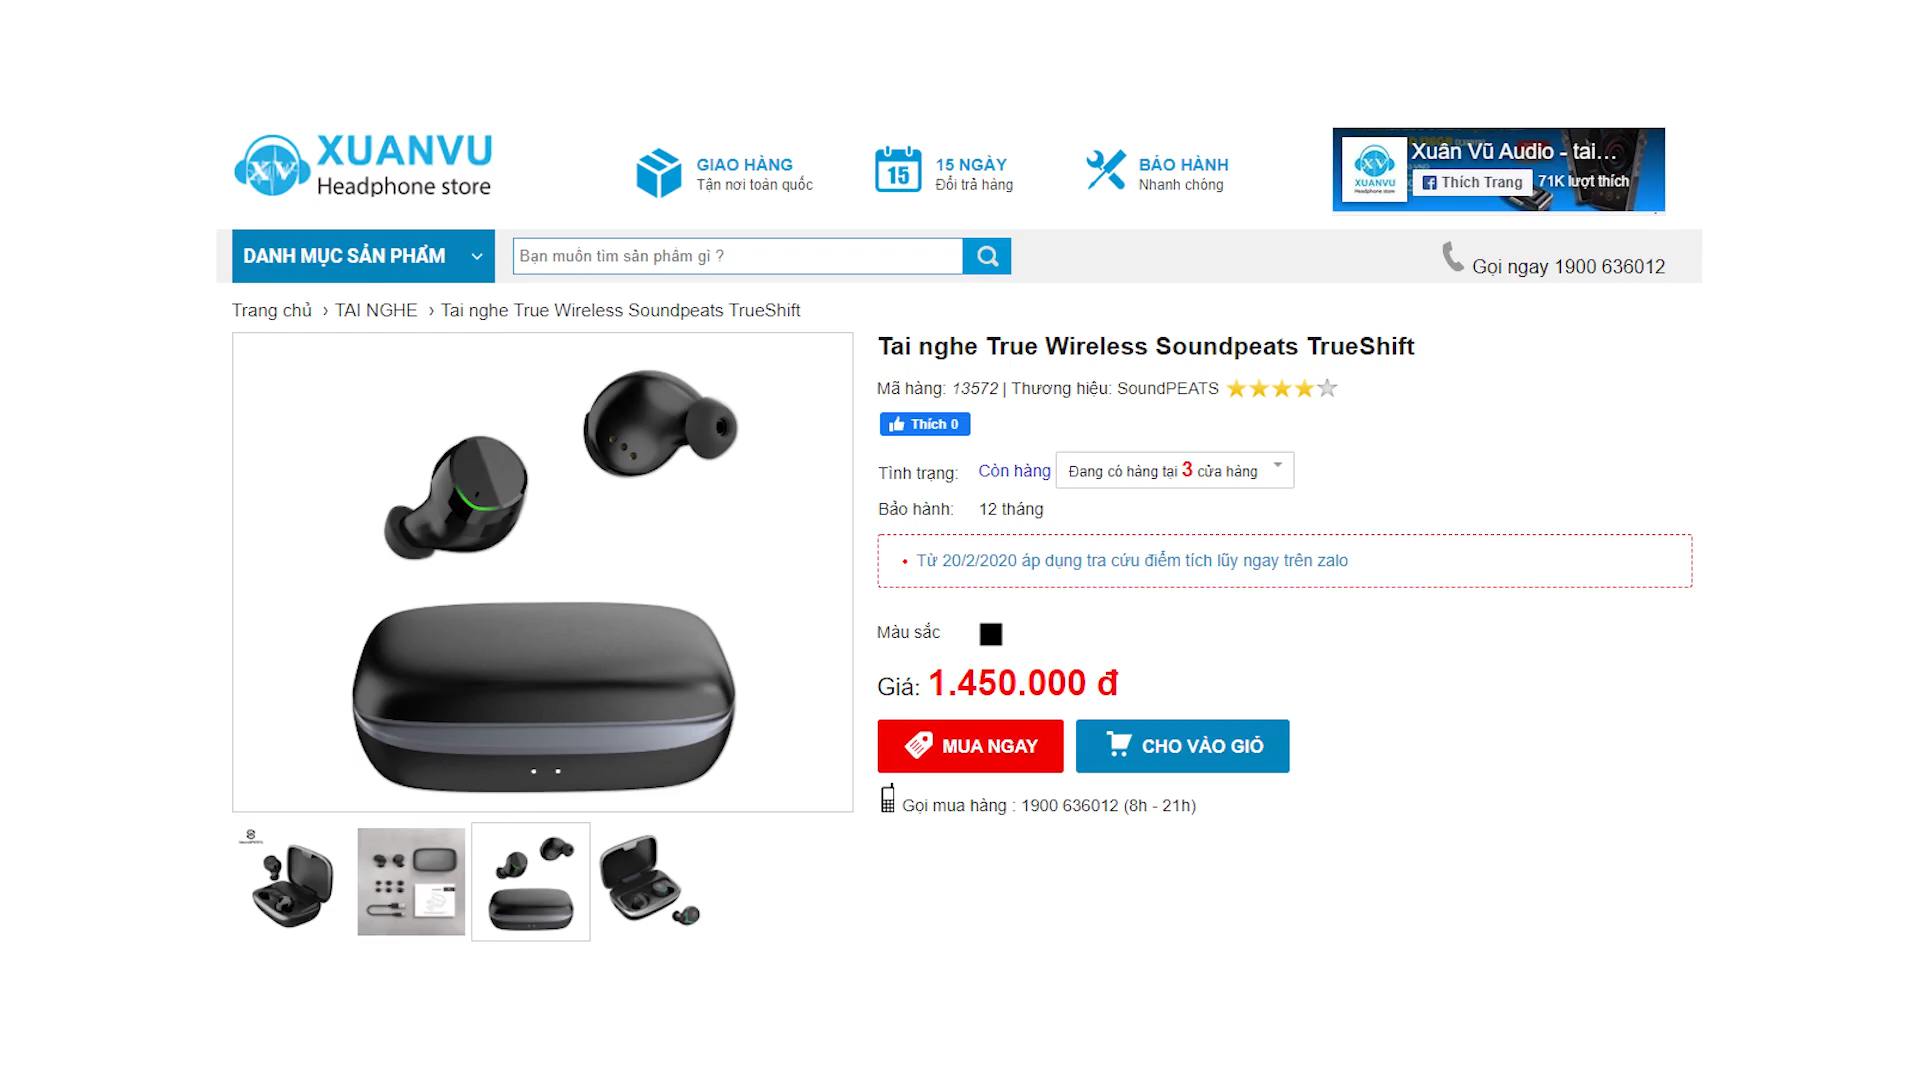 XUANVU
Headphone store
GIAO HÀNG
Tận nơi toàn quốc
15
15 NGÀY
Đổi trả hàng
BẢO HÀNH
Nhanh chóng
XV
XUANVU
Xuân Vũ Audio - tai...
Thích Trang
71K lượt thích
DANH MỤC SẢN PHẨM
Bạn muốn tìm sản phẩm gì ?
Gọi ngay 1900 636012
Trang chủ › TAI NGHE › Tai nghe True Wireless Soundpeats TrueShift
Tai nghe True Wireless Soundpeats TrueShift
Mã hàng: 13572 | Thương hiệu: SoundPEATS
Thích 0
Tình trạng: Còn hàng Đang có hàng tại 3 cửa hàng
Bảo hành: 12 tháng
• Từ 20/2/2020 áp dụng tra cứu điểm tích lũy ngay trên zalo
Màu sắc
Giá: 1.450.000 đ
MUA NGAY
CHO VÀO GIỎ
Gọi mua hàng : 1900 636012 (8h - 21h)